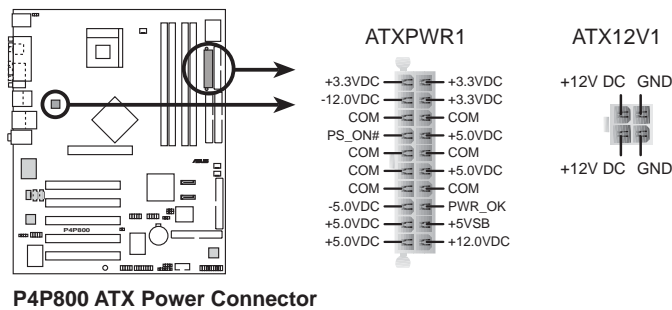 ATXPWR1
ATX12V1
+3.3VDC +3.3VDC
-12.0VDC +3.3VDC
COM COM
PS_ON# +5.0VDC
COM COM
COM +5.0VDC
COM COM
-5.0VDC PWR_OK
+5.0VDC +5VSB
+5.0VDC +12.0VDC
+12V DC GND
+12V DC GND
ASUS
P4P800
P4P800 ATX Power Connector